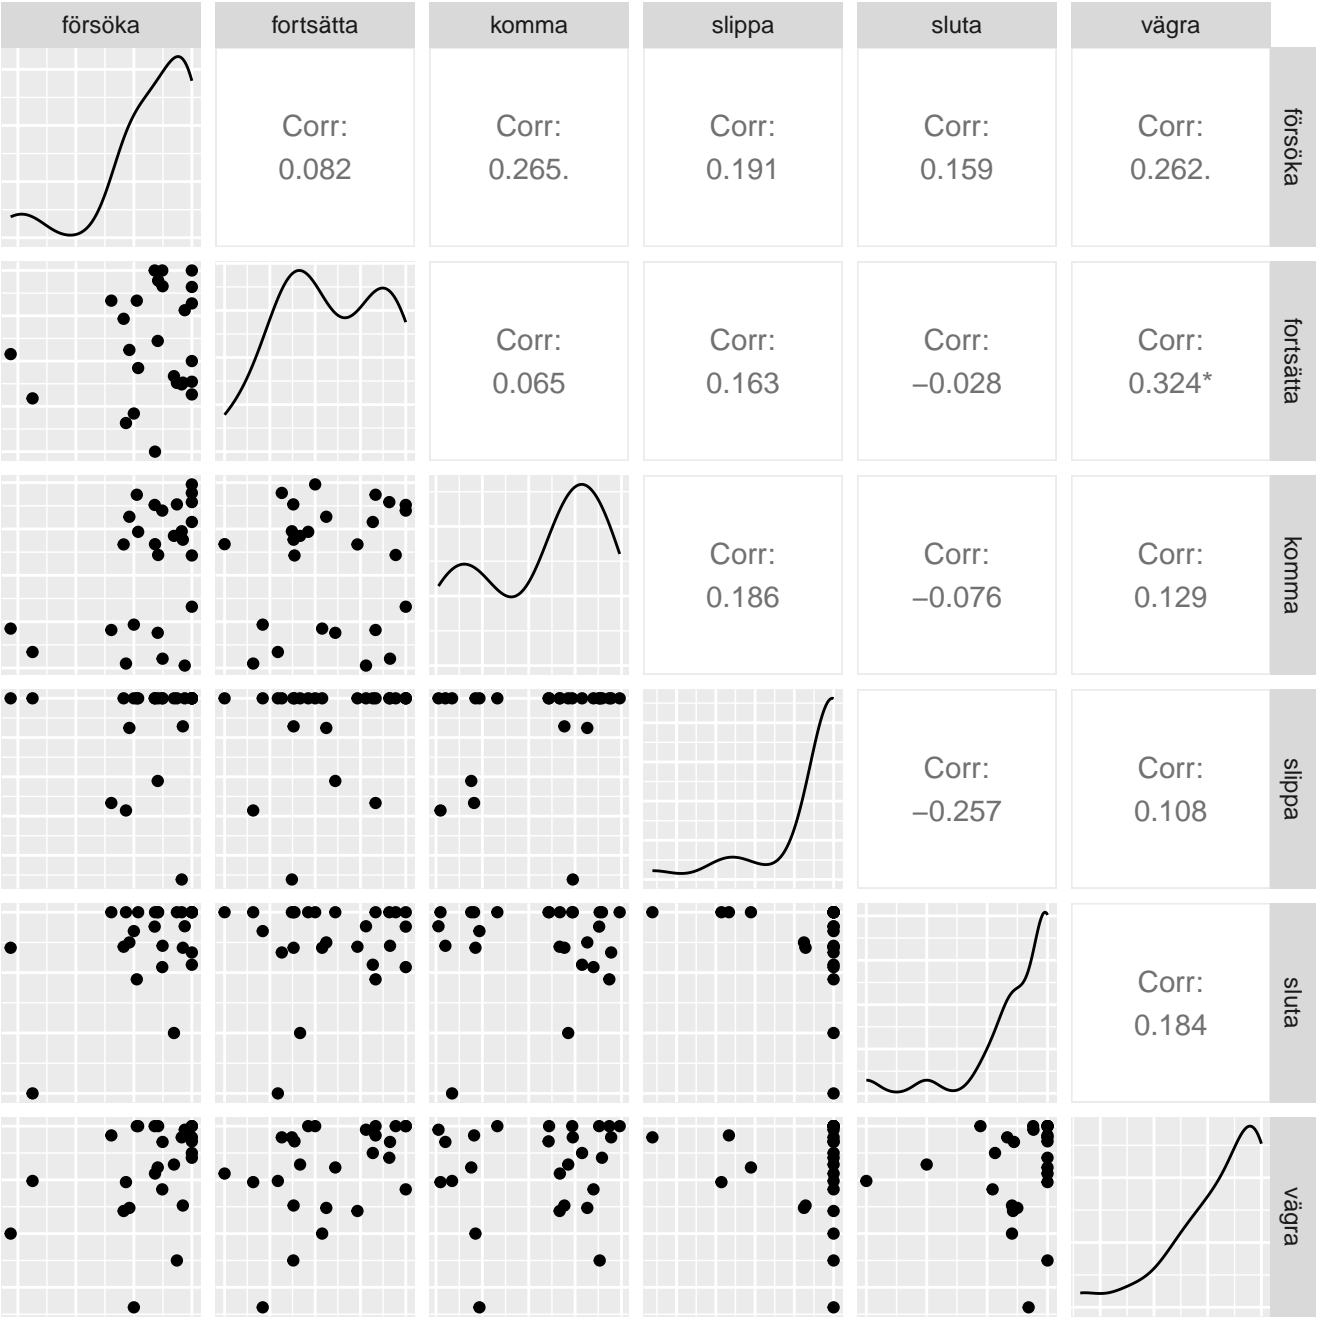 försöka fortsätta komma slippa sluta vägra
Corr: Corr: Corr: Corr: Corr:
0.082 0.265. 0.191 0.159 0.262.
försöka
Corr: Corr: Corr: Corr:
0.065 0.163 −0.028 0.324*
fortsätta
Corr: Corr: Corr:
0.186 −0.076 0.129
komma
Corr: Corr:
−0.257 0.108
slippa
Corr:
0.184
sluta
vägra